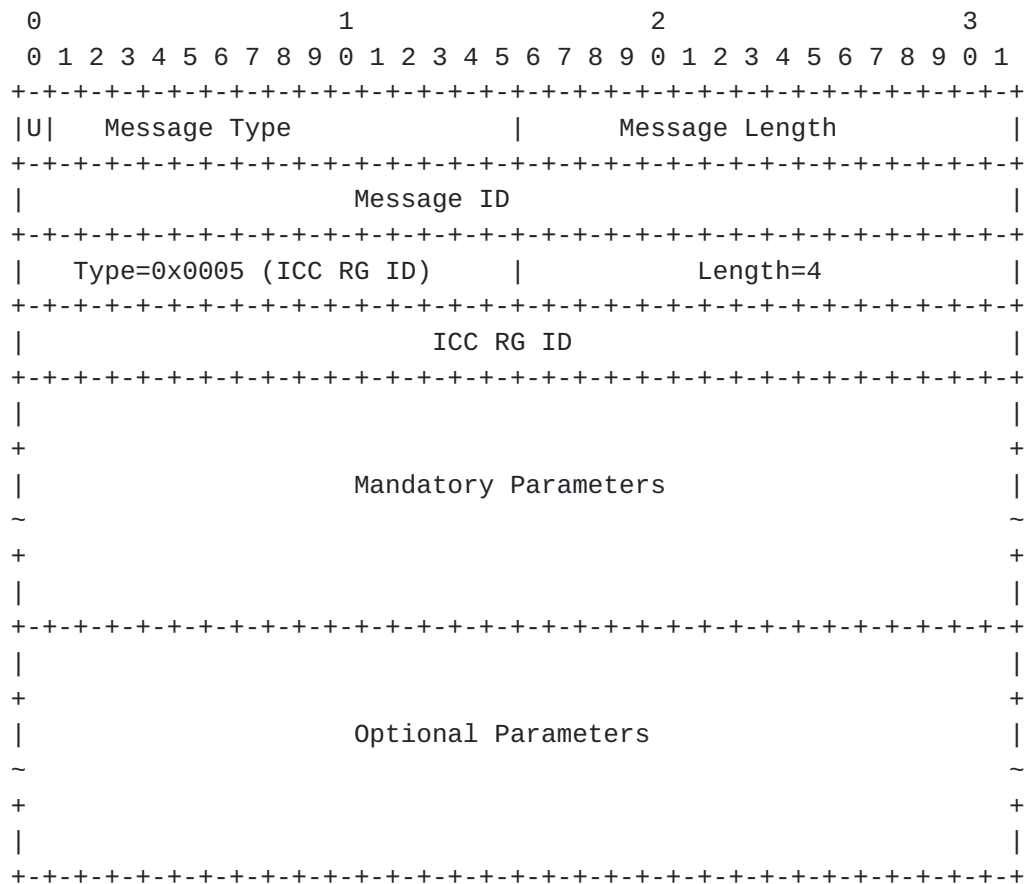 0                   1                   2                   3
 0 1 2 3 4 5 6 7 8 9 0 1 2 3 4 5 6 7 8 9 0 1 2 3 4 5 6 7 8 9 0 1
+-+-+-+-+-+-+-+-+-+-+-+-+-+-+-+-+-+-+-+-+-+-+-+-+-+-+-+-+-+-+-+-+
|U|   Message Type              |      Message Length           |
+-+-+-+-+-+-+-+-+-+-+-+-+-+-+-+-+-+-+-+-+-+-+-+-+-+-+-+-+-+-+-+-+
|                     Message ID                                |
+-+-+-+-+-+-+-+-+-+-+-+-+-+-+-+-+-+-+-+-+-+-+-+-+-+-+-+-+-+-+-+-+
|   Type=0x0005 (ICC RG ID)     |           Length=4            |
+-+-+-+-+-+-+-+-+-+-+-+-+-+-+-+-+-+-+-+-+-+-+-+-+-+-+-+-+-+-+-+-+
|                          ICC RG ID                            |
+-+-+-+-+-+-+-+-+-+-+-+-+-+-+-+-+-+-+-+-+-+-+-+-+-+-+-+-+-+-+-+-+
|                                                               |
+                                                               +
|                     Mandatory Parameters                      |
~                                                               ~
+                                                               +
|                                                               |
+-+-+-+-+-+-+-+-+-+-+-+-+-+-+-+-+-+-+-+-+-+-+-+-+-+-+-+-+-+-+-+-+
|                                                               |
+                                                               +
|                     Optional Parameters                       |
~                                                               ~
+                                                               +
|                                                               |
+-+-+-+-+-+-+-+-+-+-+-+-+-+-+-+-+-+-+-+-+-+-+-+-+-+-+-+-+-+-+-+-+